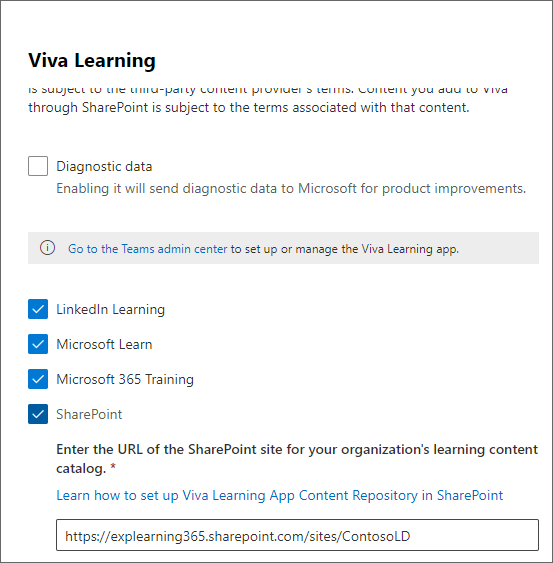 Viva Learning
is subject to the third-party content provider's terms. Content you add to Viva
through SharePoint is subject to the terms associated with that content.
Diagnostic data
Enabling it will send diagnostic data to Microsoft for product improvements.
Go to the Teams admin center to set up or manage the Viva Learning app.
LinkedIn Learning
Microsoft Learn
Microsoft 365 Training
SharePoint
Enter the URL of the SharePoint site for your organization's learning content
catalog. *
Learn how to set up Viva Learning App Content Repository in SharePoint
https://explearning365.sharepoint.com/sites/ContosoLD